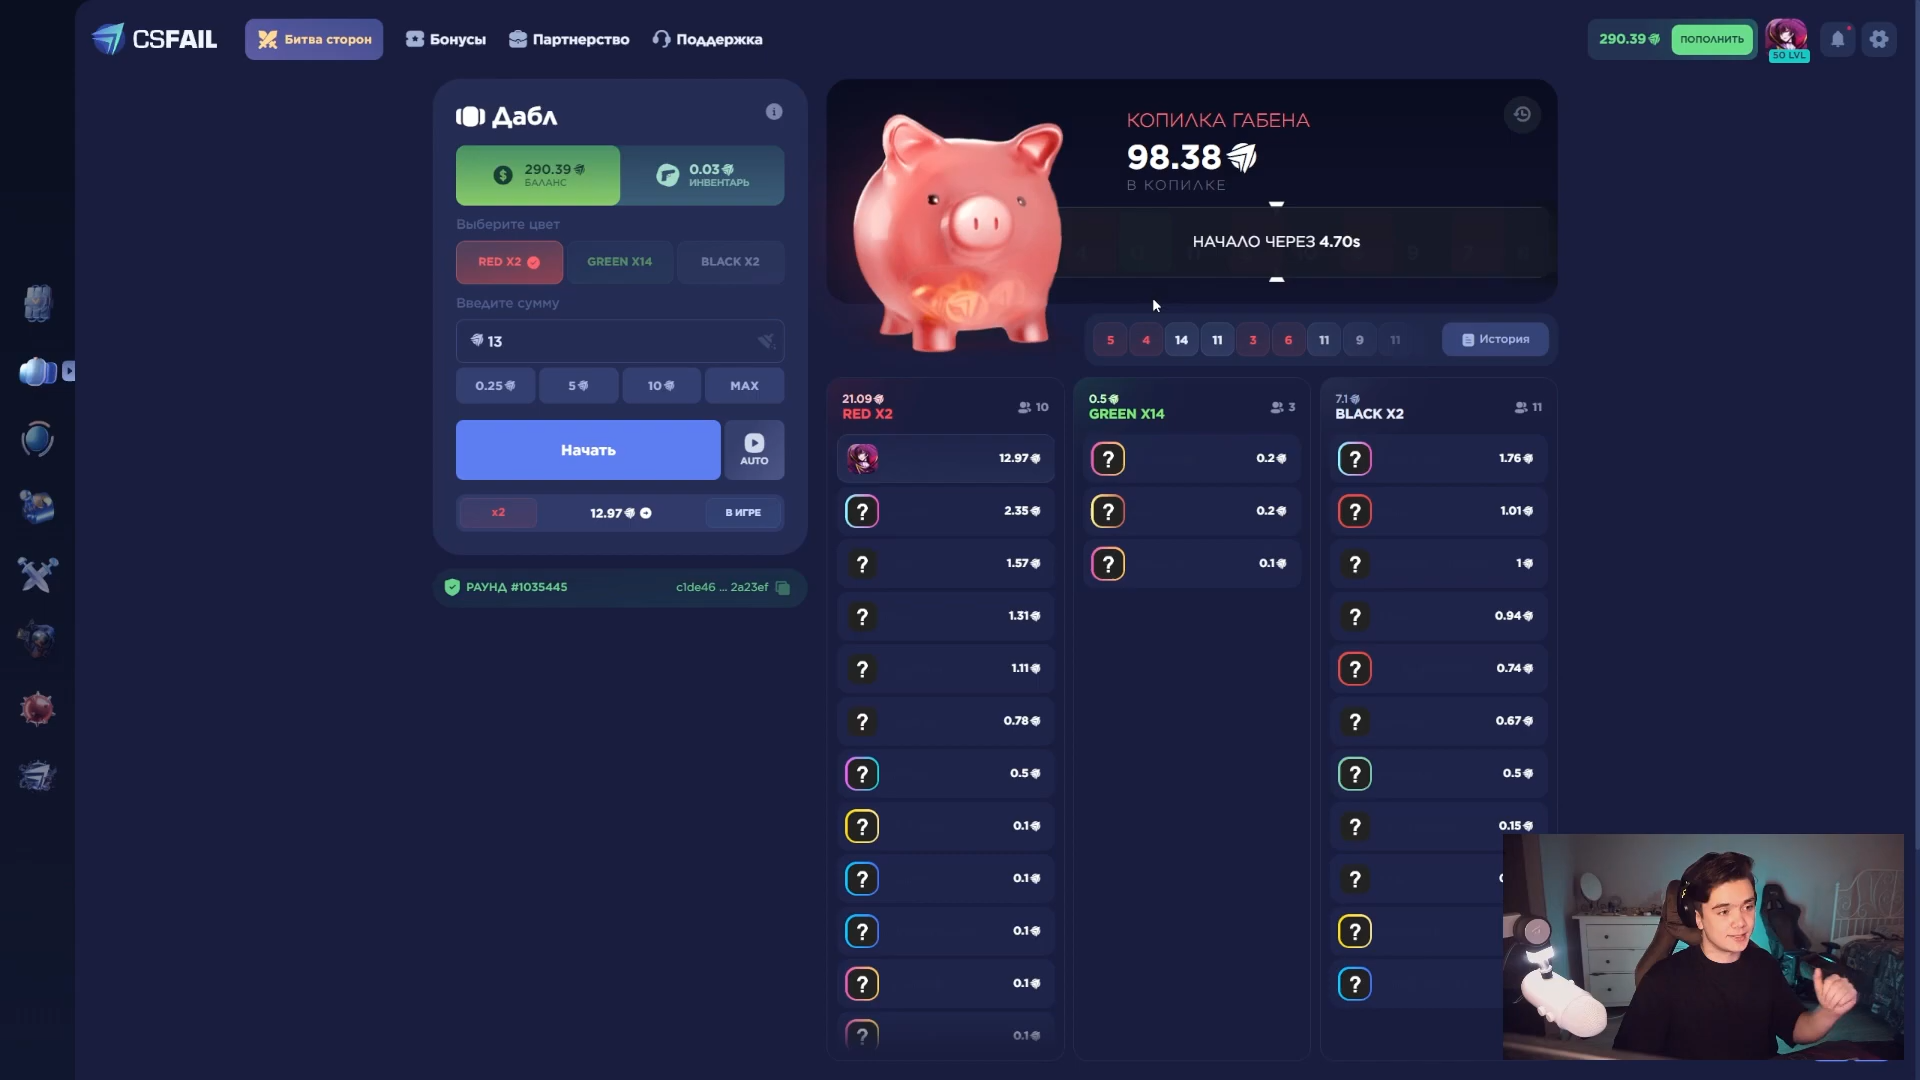 CSFAIL
Битва сторон
Бонусы
Партнерство
Поддержка
290.39
ПОПОЛНИТЬ
50 LVL
Дабл
290.39
БАЛАНС
0.03
ИНВЕНТАРЬ
Выберите цвет
RED X2
GREEN X14
BLACK X2
Введите сумму
13
0.25
5
10
MAX
Начать
AUTO
x2
12.97
В ИГРЕ
РАУНД #1035445
c1de46 ... 2a23ef
КОПИЛКА ГАБЕНА
98.38
В КОПИЛКЕ
НАЧАЛО ЧЕРЕЗ 4.70s
5 4 14 11 3 6 11 9 11
История
21.09
RED X2
10
12.97
? 2.35
? 1.57
? 1.31
? 1.11
? 0.78
? 0.5
? 0.1
? 0.1
? 0.1
? 0.1
? 0.1
0.5
GREEN X14
3
? 0.2
? 0.2
? 0.1
7.1
BLACK X2
11
? 1.76
? 1.01
? 1
? 0.94
? 0.74
? 0.67
? 0.5
? 0.15
?
?
?